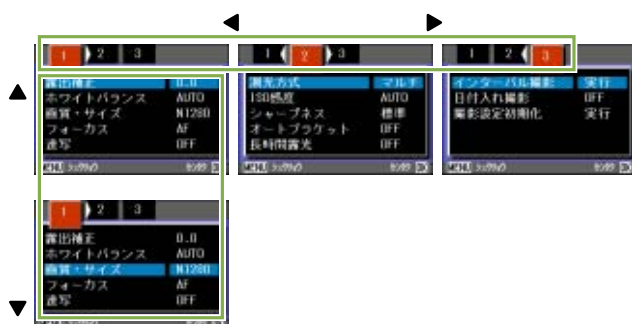 1 2 3
露出補正 0.0
ホワイトバランス AUTO
画質・サイズ N1280
フォーカス AF
連写 OFF
MENU
OK
1 2 3
測光方式 マルチ
ISO感度 AUTO
シャープネス 標準
オートブラケット OFF
長時間露光 OFF
MENU
OK
1 2 3
インターバル撮影 実行
日付入れ撮影 OFF
撮影設定初期化 実行
MENU
OK
1 2 3
露出補正 0.0
ホワイトバランス AUTO
画質・サイズ N1280
フォーカス AF
連写 OFF